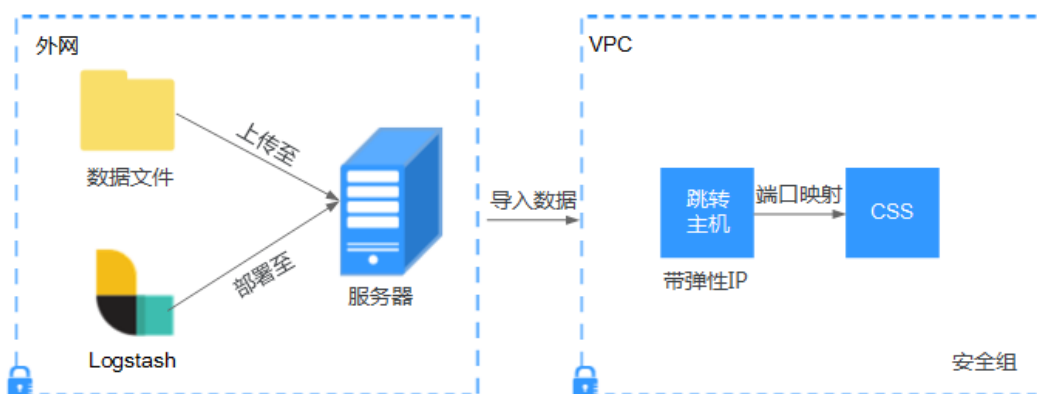 外网
VPC
数据文件
上传至
部署至
Logstash
服务器
导入数据
跳转
主机
端口映射
CSS
带弹性IP
安全组